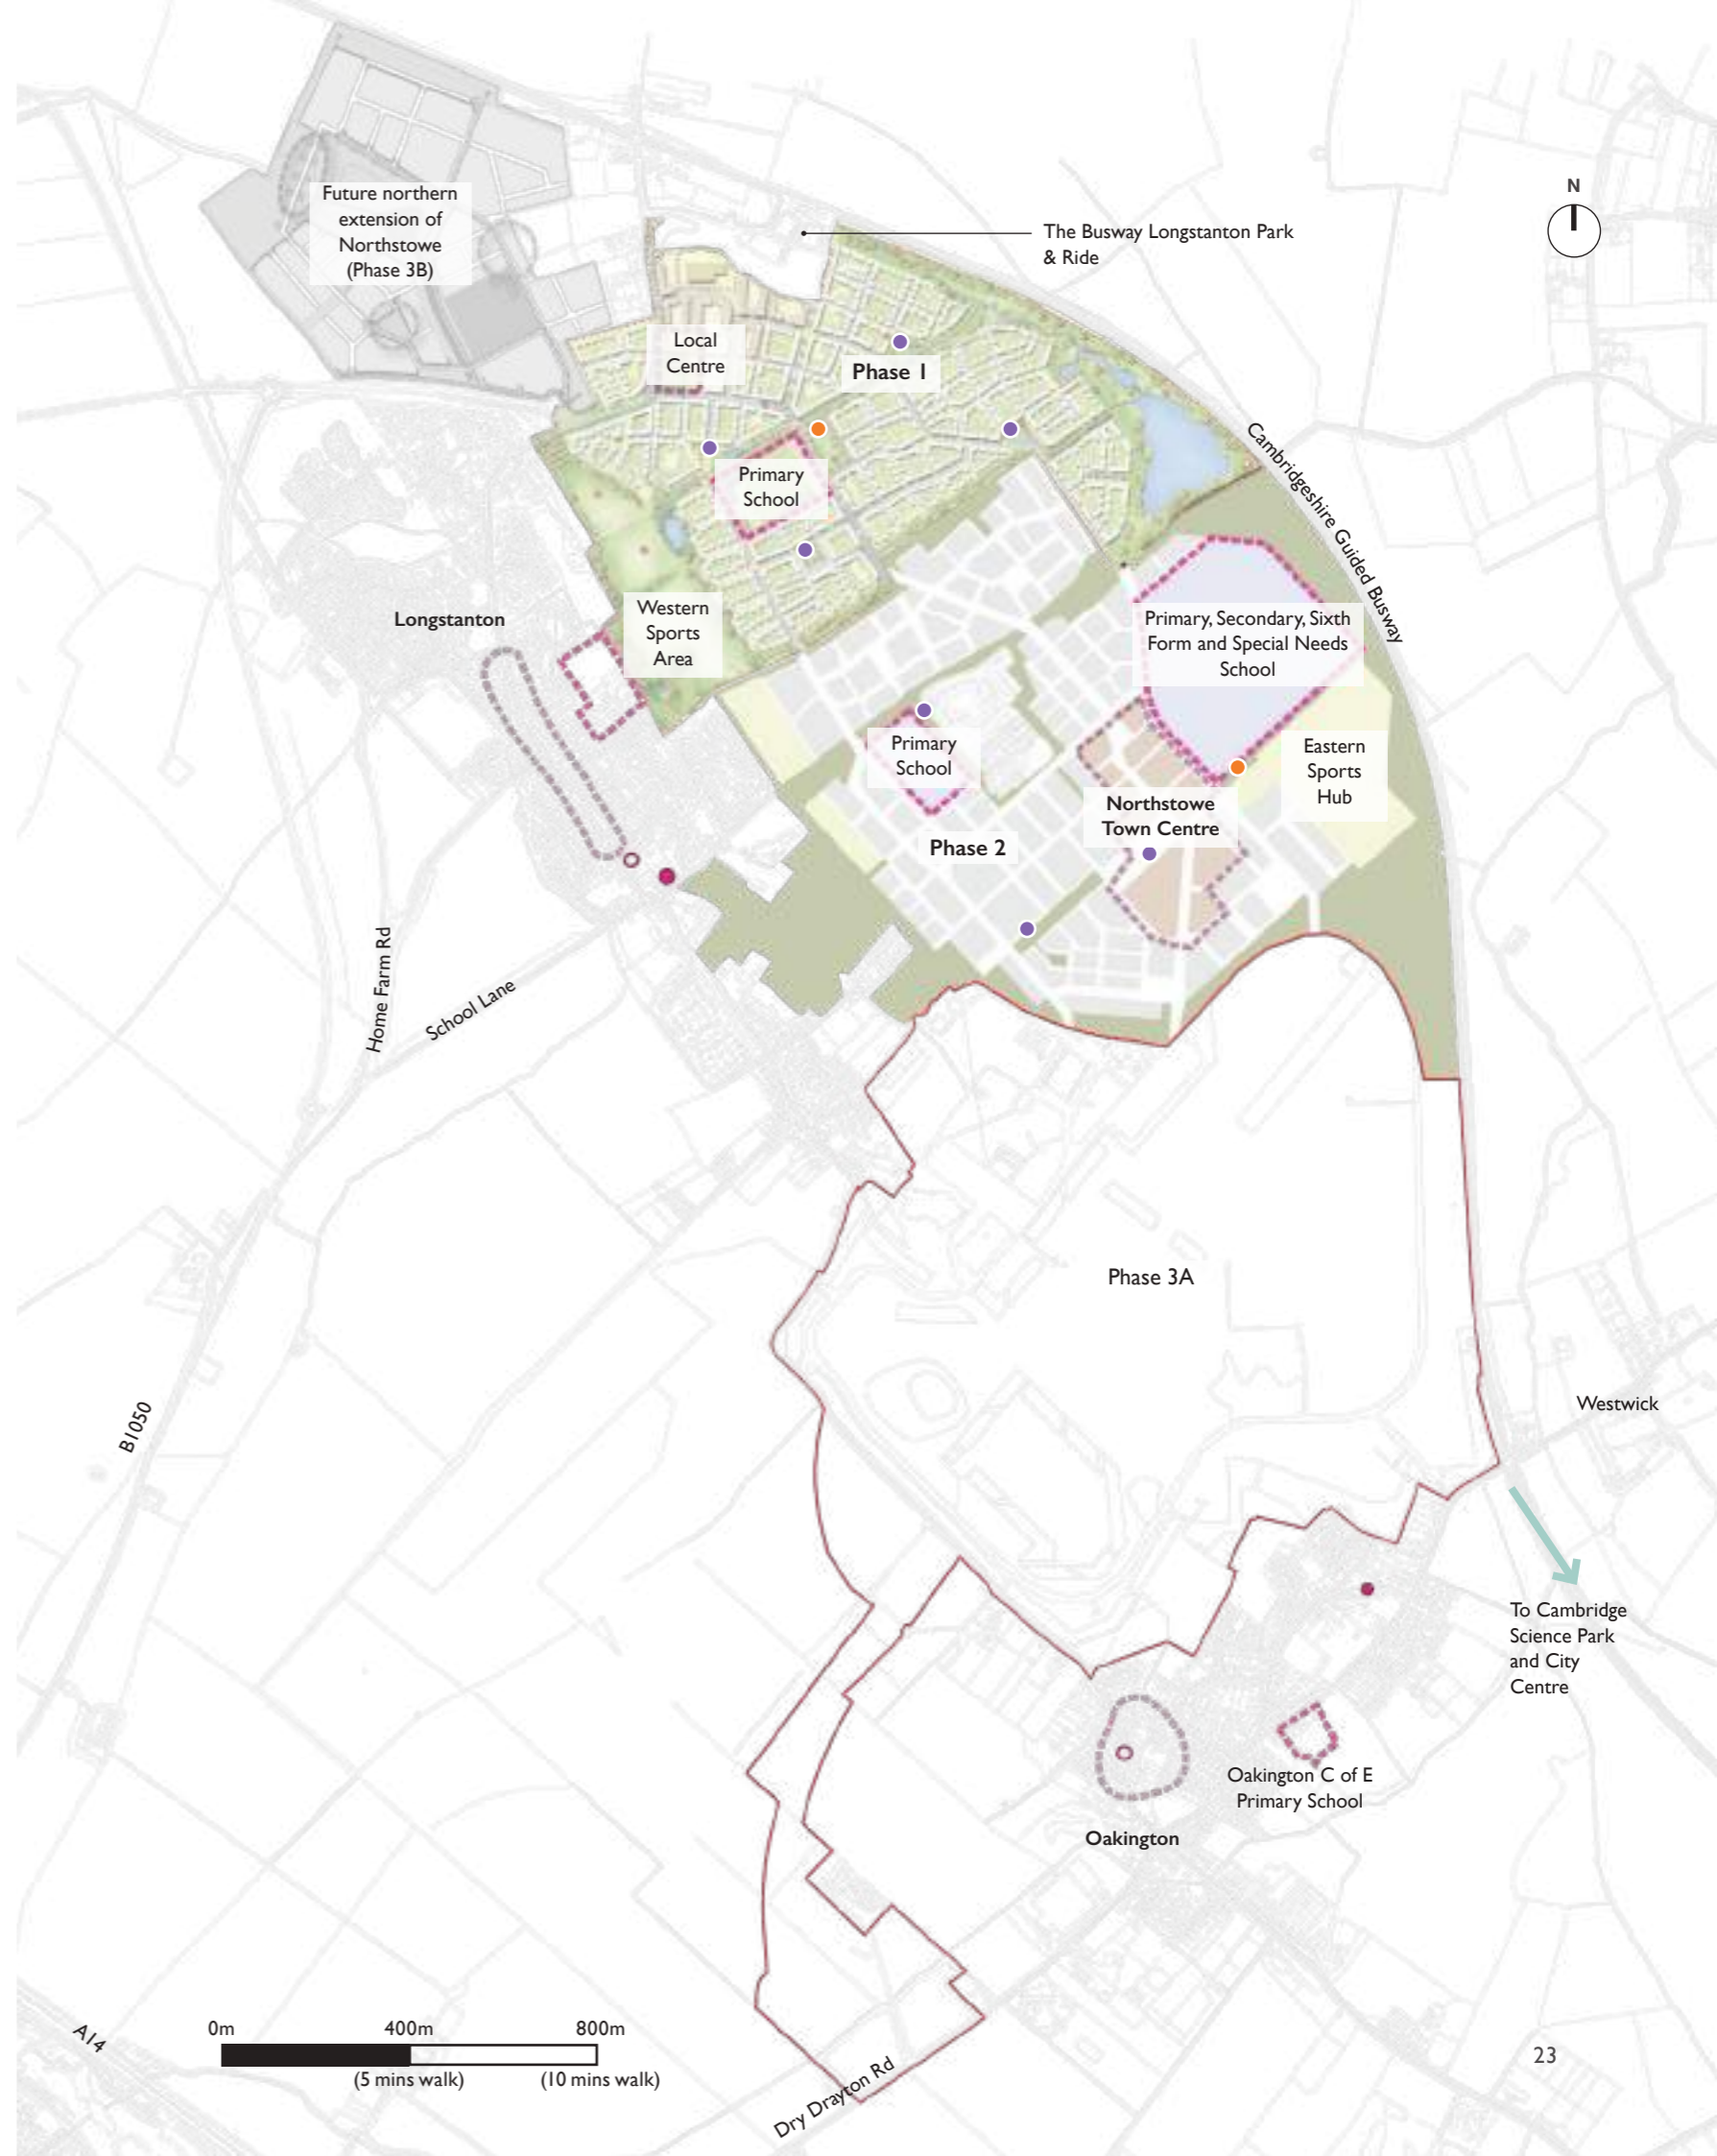 N
Future northern
extension of
Northstowe
(Phase 3B)
The Busway Longstanton Park
& Ride
Local
Centre
Phase 1
Cambridgeshire Guided Busway
Primary
School
Longstanton
Western
Sports
Area
Primary, Secondary, Sixth
Form and Special Needs
School
Primary
School
Eastern
Sports
Hub
Northstowe
Town Centre
Phase 2
Home Farm Rd
School Lane
Phase 3A
B1050
Westwick
To Cambridge
Science Park
and City
Centre
Oakington C of E
Primary School
Oakington
A14
0m 400m 800m
(5 mins walk) (10 mins walk)
Dry Drayton Rd
23